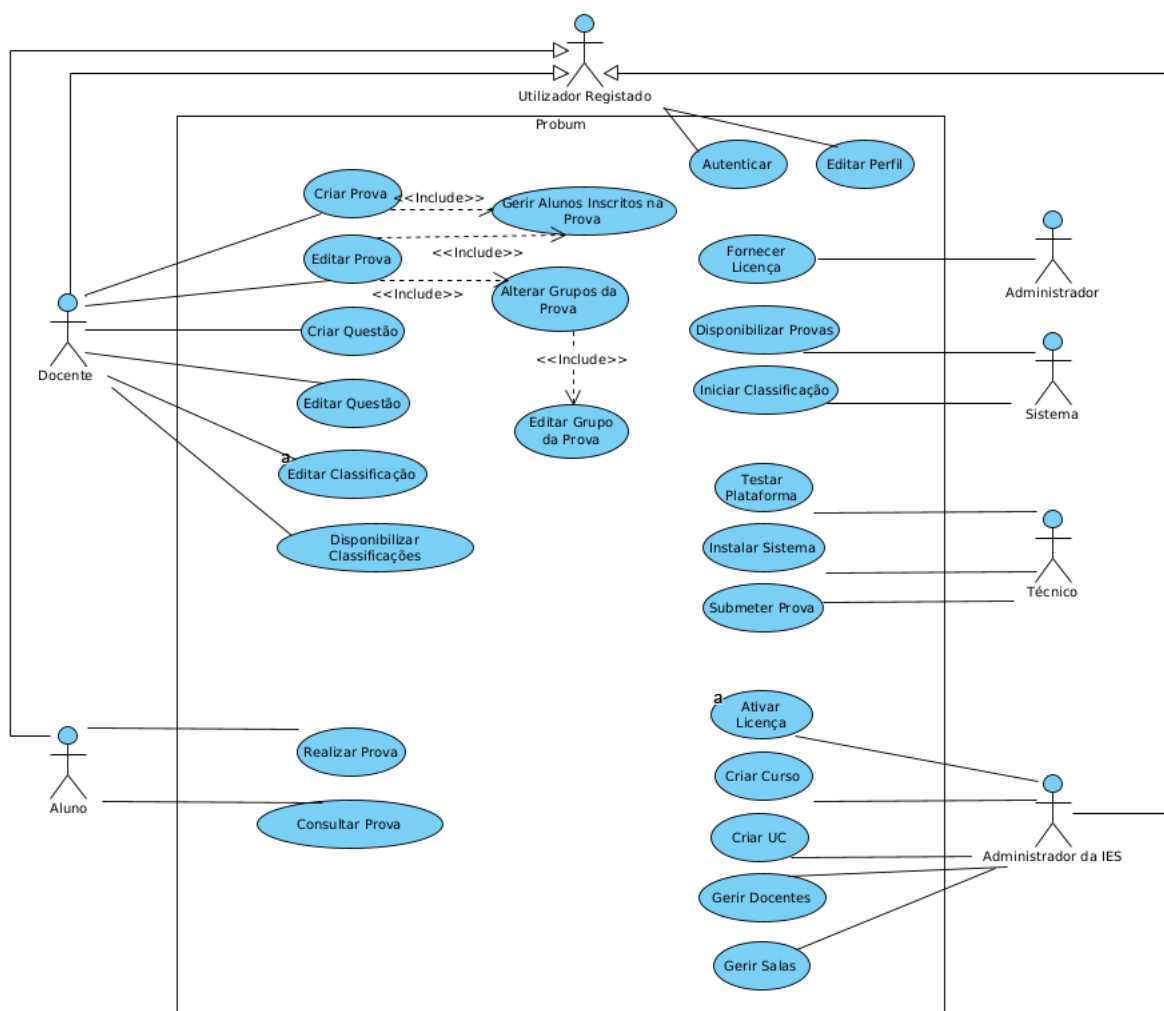 Utilizador Registado
Probum
Autenticar
Editar Perfil
Criar Prova
<<Include>>
Gerir Alunos Inscritos na
Prova
Editar Prova
<<Include>>
<<Include>>
Alterar Grupos da
Prova
<<Include>>
Editar Grupo
da Prova
Criar Questão
Docente
Editar Questão
a
Editar Classificação
Disponibilizar
Classificações
Fornecer
Licença
Administrador
Disponibilizar Provas
Iniciar Classificação
Sistema
Testar
Plataforma
Instalar Sistema
Submeter Prova
Técnico
Realizar Prova
Aluno
Consultar Prova
a
Ativar
Licença
Criar Curso
Criar UC
Administrador da IES
Gerir Docentes
Gerir Salas